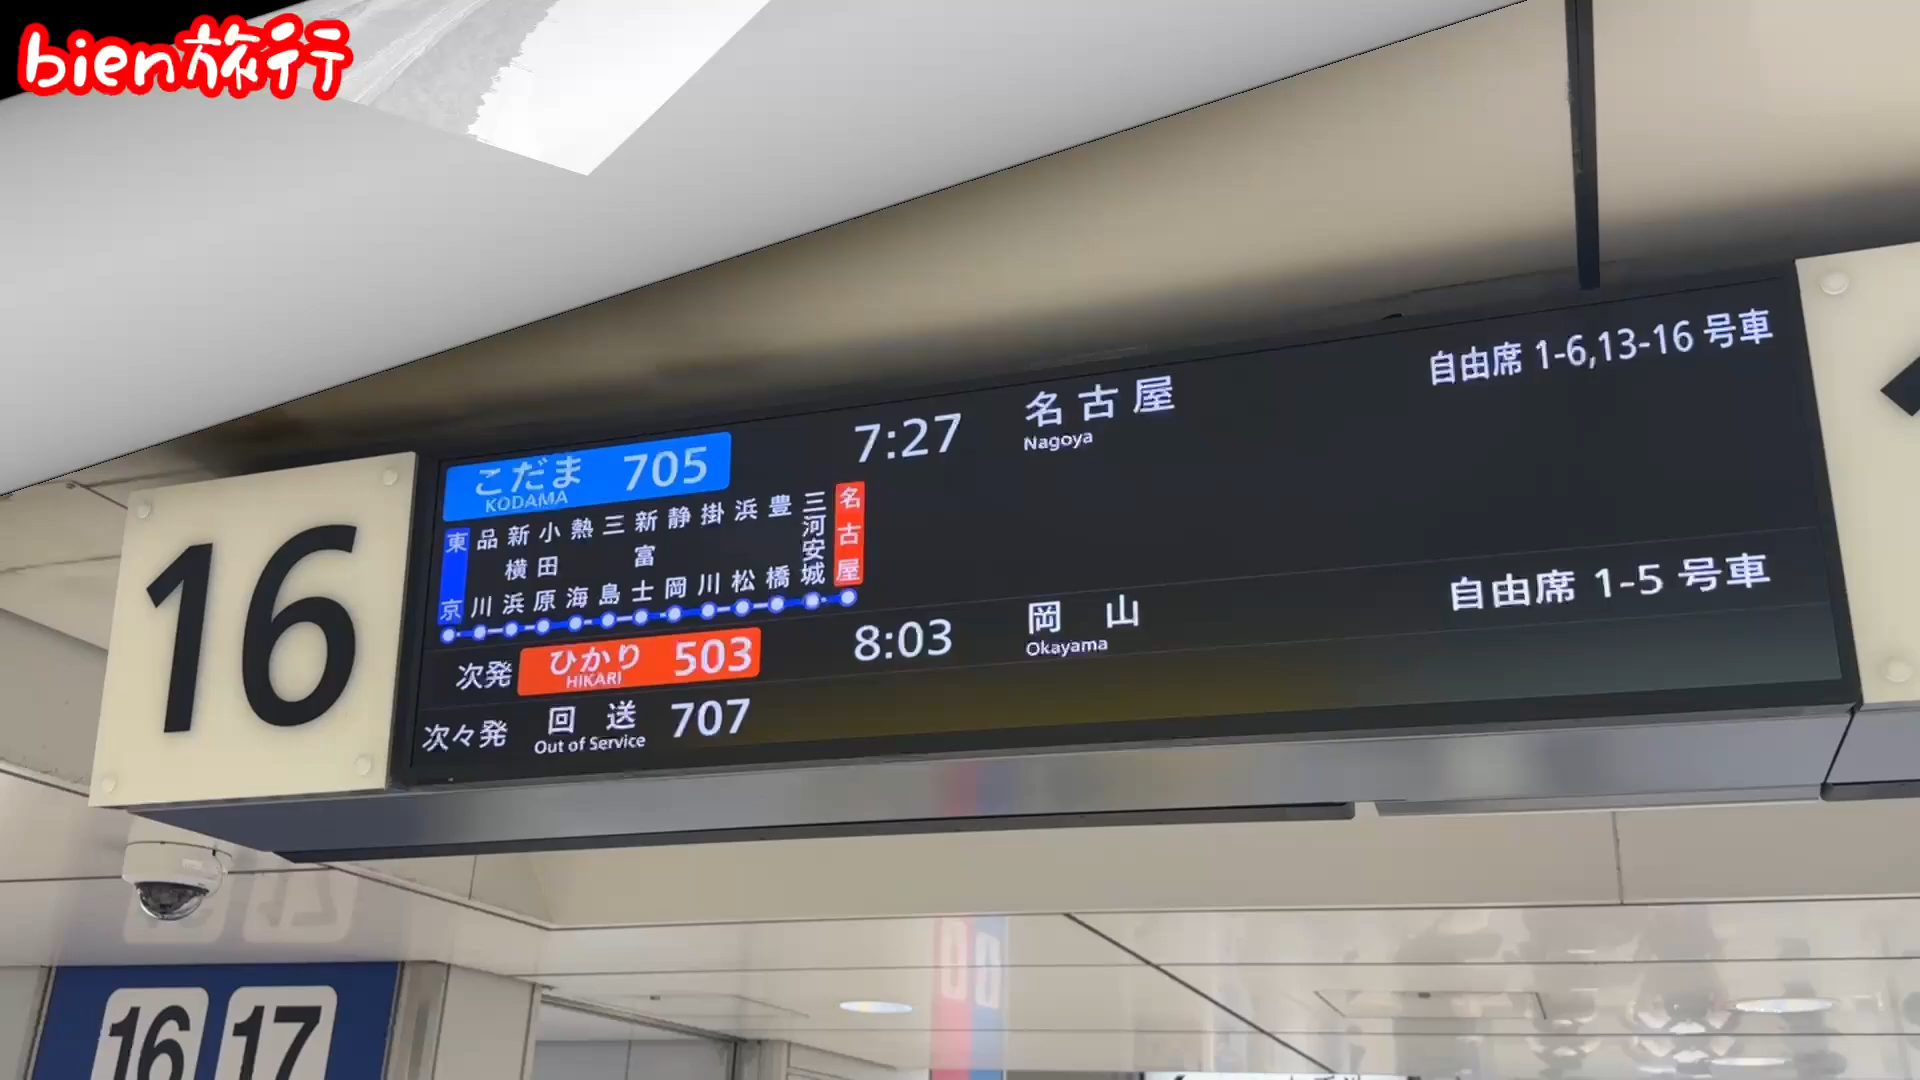 bien旅行
自由席 1-6,13-16 号車
こだま 705 7:27 名古屋
KODAMA Nagoya
東京 品川 新横浜 小田原 熱海 三島 新富士 静岡 掛川 浜松 豊橋 三河安城 名古屋
次発 ひかり 503 8:03 岡山 自由席 1-5 号車
HIKARI Okayama
次々発 回送 707
Out of Service
16
16 17